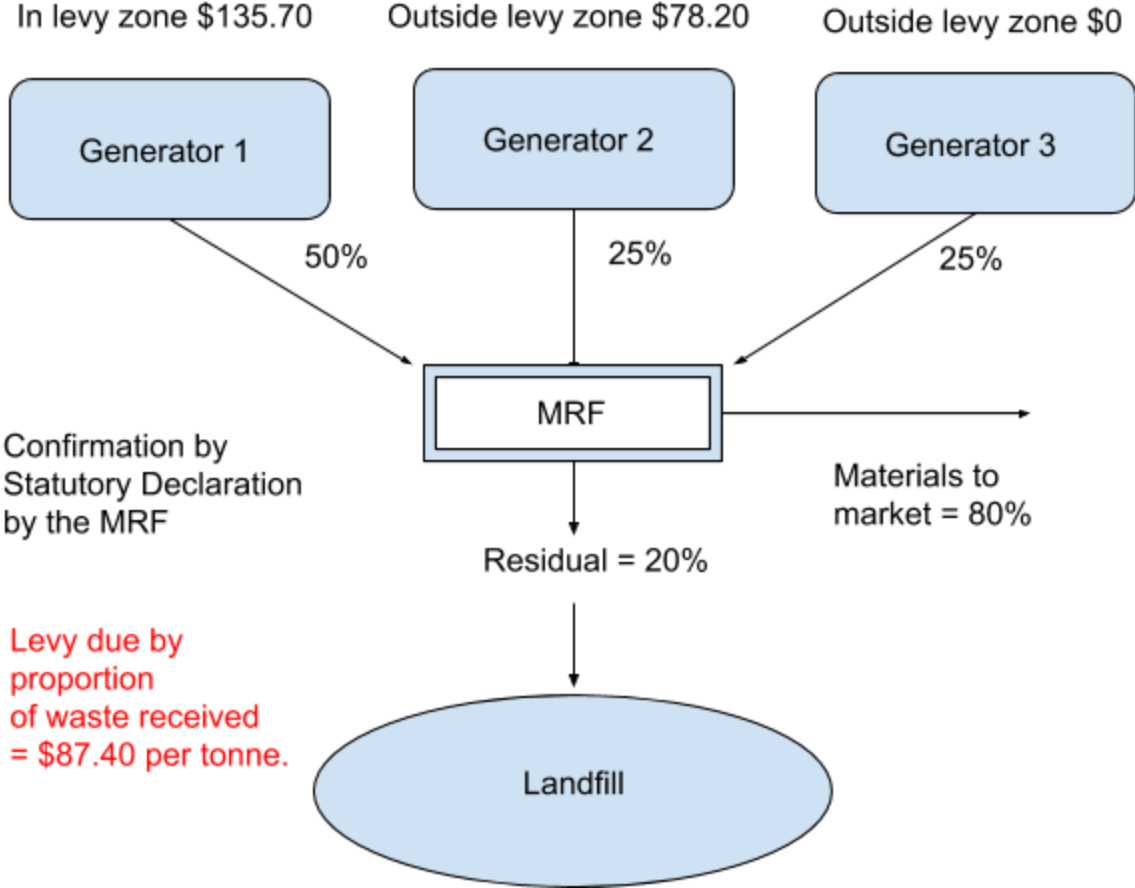 In levy zone $135.70
Outside levy zone $78.20
Outside levy zone $0
Generator 1
Generator 2
Generator 3
50%
25%
25%
MRF
Confirmation by
Statutory Declaration
by the MRF
Materials to
market = 80%
Residual = 20%
Levy due by
proportion
of waste received
= $87.40 per tonne.
Landfill